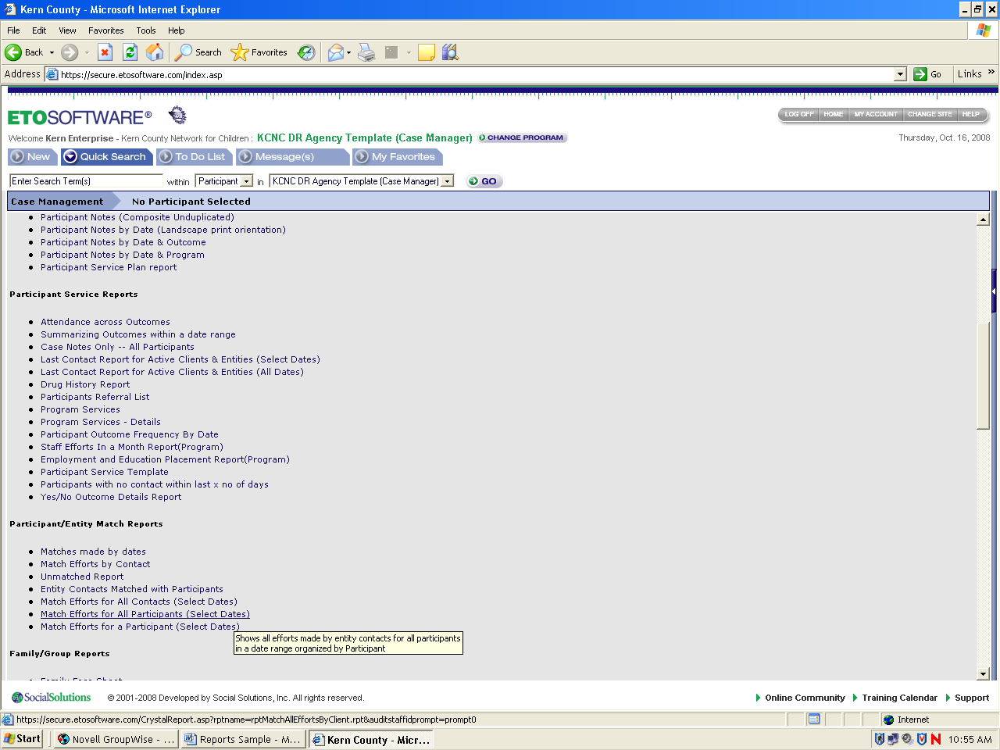 Kern County - Microsoft Internet Explorer
File Edit View Favorites Tools Help
Back Search Favorites
Address https://secure.etosoftware.com/index.asp Go Links »
ETOSOFTWARE®
LOG OFF HOME MY ACCOUNT CHANGE SITE HELP
Welcome Kern Enterprise - Kern County Network for Children : KCNC DR Agency Template (Case Manager) CHANGE PROGRAM Thursday, Oct. 16, 2008
New Quick Search To Do List Message(s) My Favorites
Enter Search Term(s) within Participant in KCNC DR Agency Template (Case Manager) GO
Case Management No Participant Selected
Participant Notes (Composite Unduplicated)
Participant Notes by Date (Landscape print orientation)
Participant Notes by Date & Outcome
Participant Notes by Date & Program
Participant Service Plan report
Participant Service Reports
Attendance across Outcomes
Summarizing Outcomes within a date range
Case Notes Only -- All Participants
Last Contact Report for Active Clients & Entities (Select Dates)
Last Contact Report for Active Clients & Entities (All Dates)
Drug History Report
Participants Referral List
Program Services
Program Services - Details
Participant Outcome Frequency By Date
Staff Efforts In a Month Report(Program)
Employment and Education Placement Report(Program)
Participant Service Template
Participants with no contact within last x no of days
Yes/No Outcome Details Report
Participant/Entity Match Reports
Matches made by dates
Match Efforts by Contact
Unmatched Report
Entity Contacts Matched with Participants
Match Efforts for All Contacts (Select Dates)
Match Efforts for All Participants (Select Dates)
Match Efforts for a Participant (Select Dates)
Shows all efforts made by entity contacts for all participants
in a date range organized by Participant
Family/Group Reports
Family Face Sheet
SocialSolutions © 2001-2008 Developed by Social Solutions, Inc. All rights reserved. Online Community Training Calendar Support
https://secure.etosoftware.com/CrystalReport.asp?rptname=rptMatchAllEffortsByClient.rpt&auditstaffidprompt=prompt0 Internet
Start Novell GroupWise - ... Reports Sample - M... Kern County - Micr... 10:55 AM